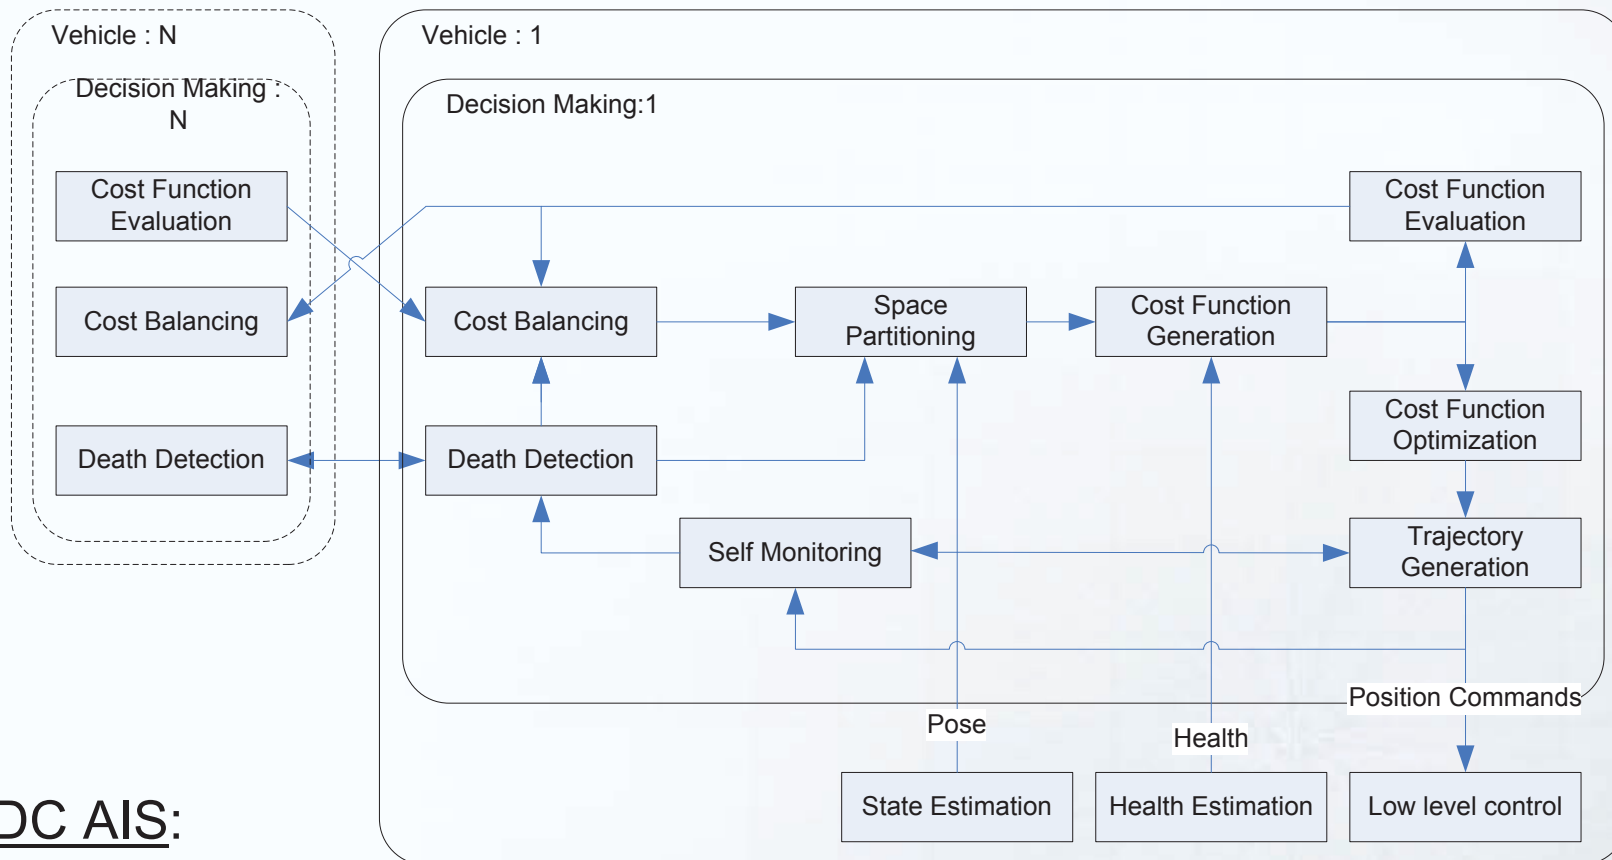 Vehicle : N
Decision Making :
N
Cost Function
Evaluation
Cost Balancing
Death Detection
Vehicle : 1
Decision Making:1
Cost Function
Evaluation
Cost Balancing
Space
Partitioning
Cost Function
Generation
Cost Function
Optimization
Death Detection
Self Monitoring
Trajectory
Generation
Position Commands
Pose
Health
State Estimation
Health Estimation
Low level control
DC AIS: